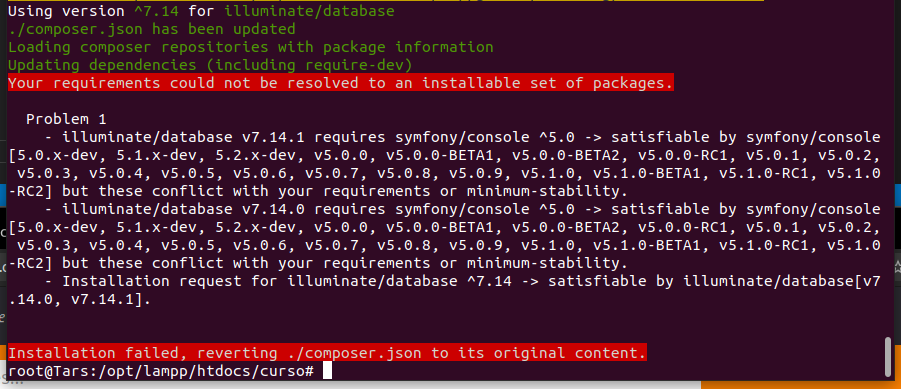 Using version ^7.14 for illuminate/database
./composer.json has been updated
Loading composer repositories with package information
Updating dependencies (including require-dev)
Your requirements could not be resolved to an installable set of packages.
Problem 1
- illuminate/database v7.14.1 requires symfony/console ^5.0 -> satisfiable by symfony/console
[5.0.x-dev, 5.1.x-dev, 5.2.x-dev, v5.0.0, v5.0.0-BETA1, v5.0.0-BETA2, v5.0.0-RC1, v5.0.1, v5.0.2,
v5.0.3, v5.0.4, v5.0.5, v5.0.6, v5.0.7, v5.0.8, v5.0.9, v5.1.0, v5.1.0-BETA1, v5.1.0-RC1, v5.1.0
-RC2] but these conflict with your requirements or minimum-stability.
- illuminate/database v7.14.0 requires symfony/console ^5.0 -> satisfiable by symfony/console
[5.0.x-dev, 5.1.x-dev, 5.2.x-dev, v5.0.0, v5.0.0-BETA1, v5.0.0-BETA2, v5.0.0-RC1, v5.0.1, v5.0.2,
v5.0.3, v5.0.4, v5.0.5, v5.0.6, v5.0.7, v5.0.8, v5.0.9, v5.1.0, v5.1.0-BETA1, v5.1.0-RC1, v5.1.0
-RC2] but these conflict with your requirements or minimum-stability.
- Installation request for illuminate/database ^7.14 -> satisfiable by illuminate/database[v7
.14.0, v7.14.1].
Installation failed, reverting ./composer.json to its original content.
root@Tars:/opt/lampp/htdocs/curso#